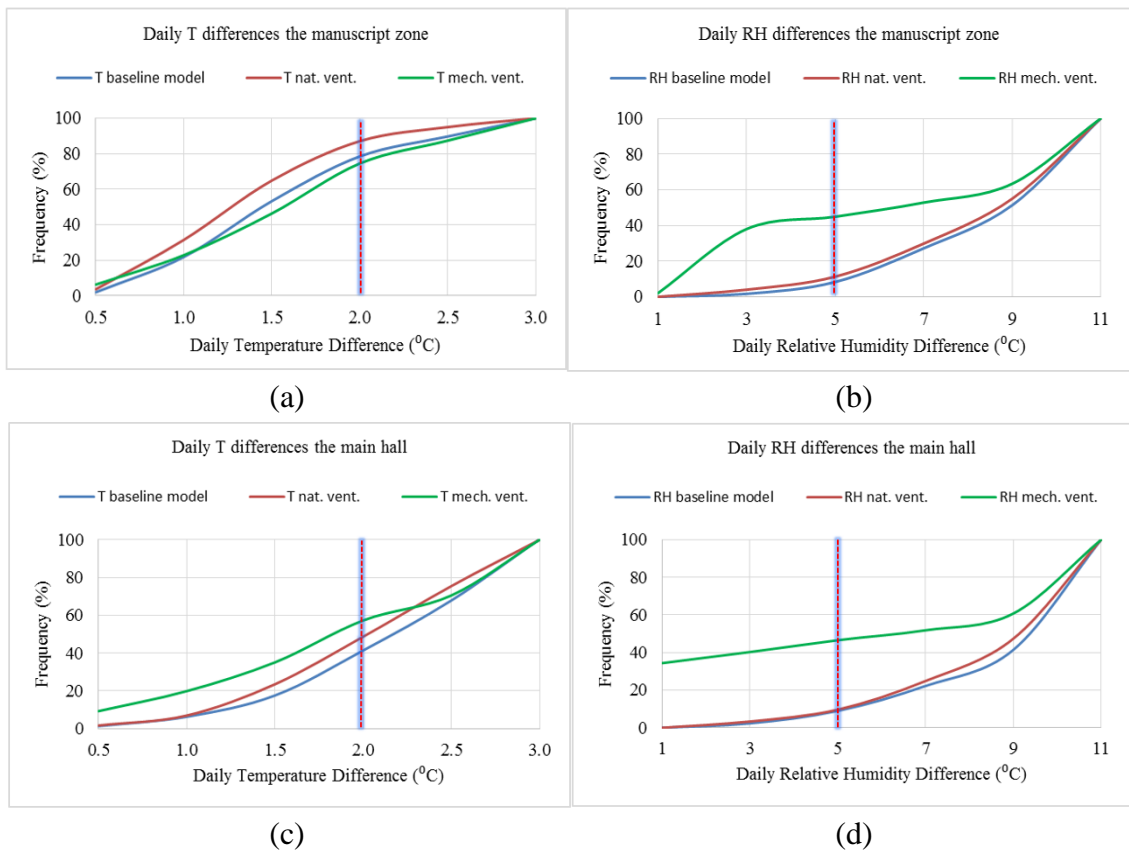 Daily T differences the manuscript zone
T baseline model T nat. vent. T mech. vent.
Frequency (%)
100
80
60
40
20
0
0.5 1.0 1.5 2.0 2.5 3.0
Daily Temperature Difference (⁰C)
(a)
Daily RH differences the manuscript zone
RH baseline model RH nat. vent. RH mech. vent.
Frequency (%)
100
80
60
40
20
0
1 3 5 7 9 11
Daily Relative Humidity Difference (⁰C)
(b)
Daily T differences the main hall
T baseline model T nat. vent. T mech. vent.
Frequency (%)
100
80
60
40
20
0
0.5 1.0 1.5 2.0 2.5 3.0
Daily Temperature Difference (⁰C)
(c)
Daily RH differences the main hall
RH baseline model RH nat. vent. RH mech. vent.
Frequency (%)
100
80
60
40
20
0
1 3 5 7 9 11
Daily Relative Humidity Difference (⁰C)
(d)